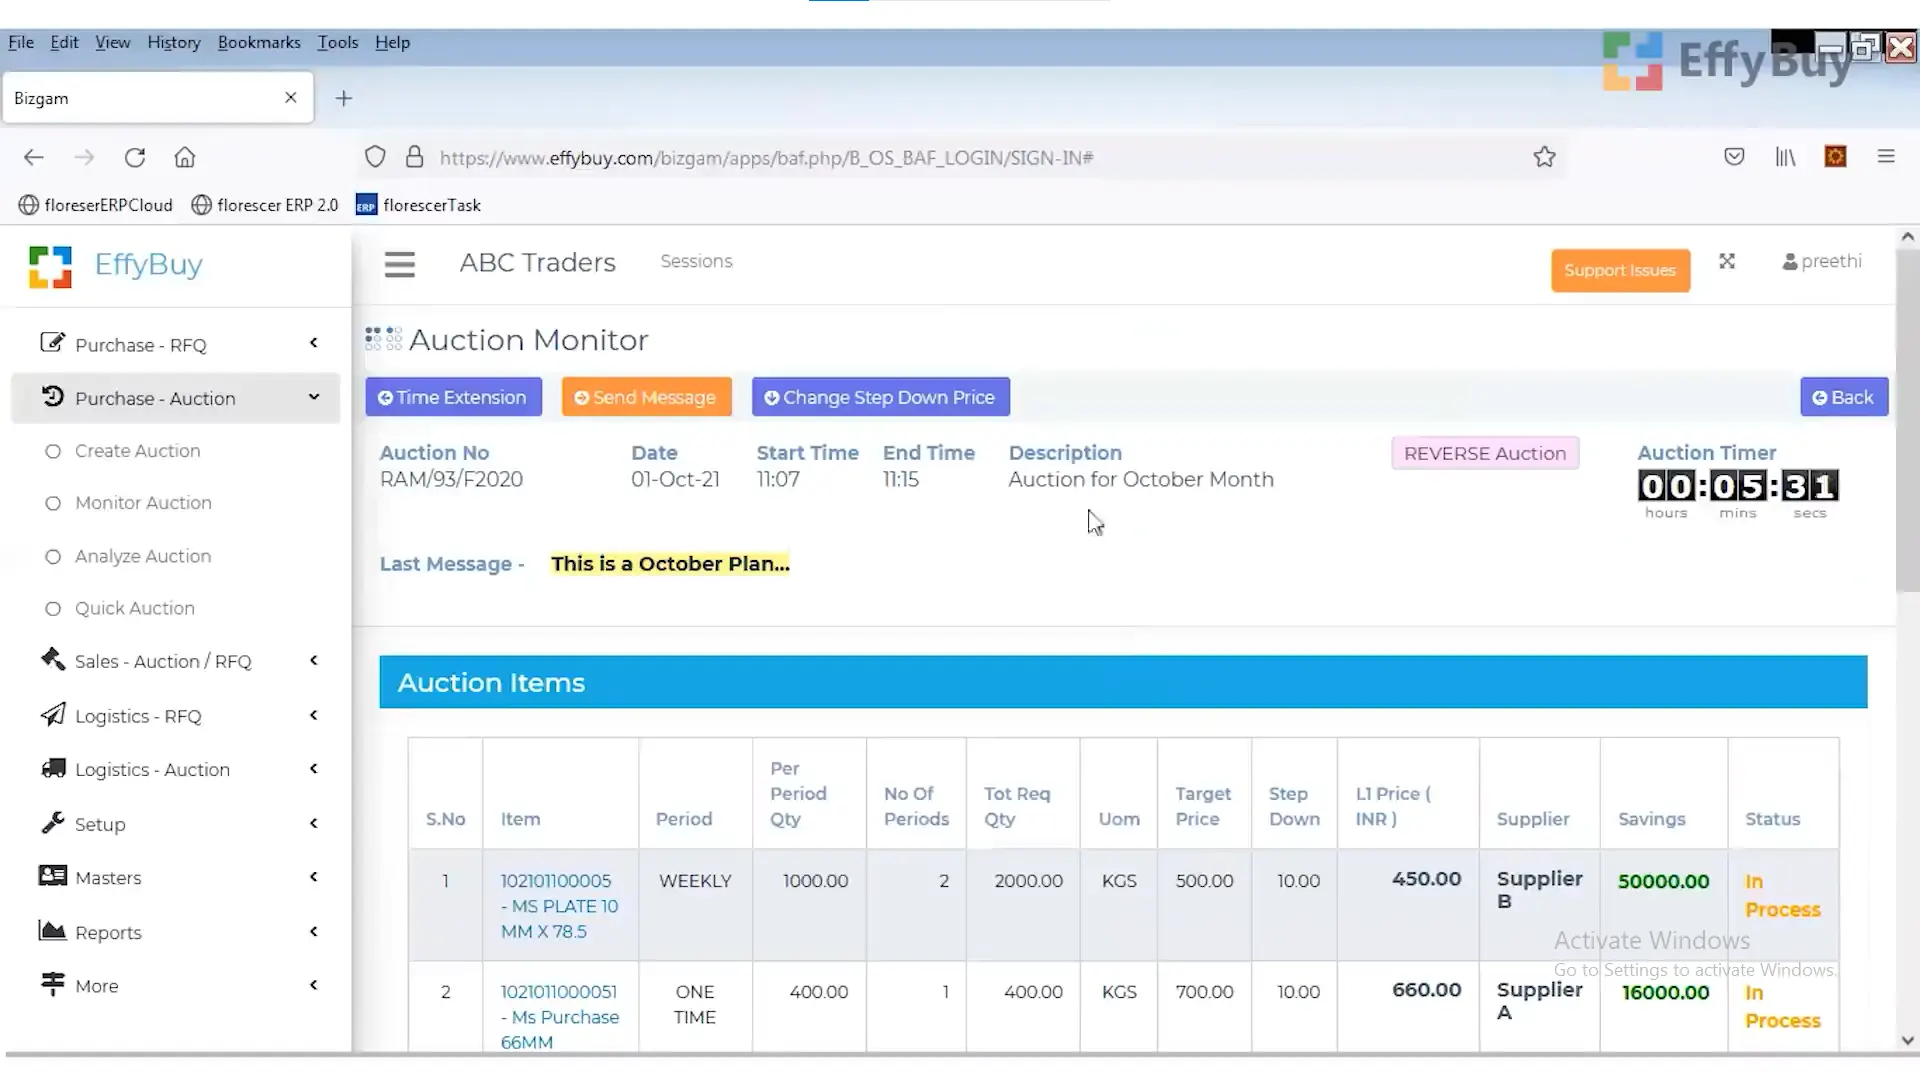 File Edit View History Bookmarks Tools Help
EffyBuy
Bizgam
https://www.effybuy.com/bizgam/apps/baf.php/B_OS_BAF_LOGIN/SIGN-IN#
floreserERPCloud florescer ERP 2.0 ERP florescerTask
EffyBuy
ABC Traders Sessions Support Issues preethi
Purchase - RFQ
Purchase - Auction
Create Auction
Monitor Auction
Analyze Auction
Quick Auction
Sales - Auction / RFQ
Logistics - RFQ
Logistics - Auction
Setup
Masters
Reports
More
Auction Monitor
Time Extension Send Message Change Step Down Price Back
Auction No Date Start Time End Time Description REVERSE Auction Auction Timer
RAM/93/F2020 01-Oct-21 11:07 11:15 Auction for October Month 00:05:31
hours mins secs
Last Message - This is a October Plan...
Auction Items
Per
Period No Of Tot Req Target Step L1 Price (
S.No Item Period Qty Periods Qty Uom Price Down INR ) Supplier Savings Status
1 102101100005 WEEKLY 1000.00 2 2000.00 KGS 500.00 10.00 450.00 Supplier 50000.00 In
- MS PLATE 10 B Process
MM X 78.5
Activate Windows
Go to Settings to activate Windows.
2 1021011000051 ONE 400.00 1 400.00 KGS 700.00 10.00 660.00 Supplier 16000.00 In
- Ms Purchase TIME A Process
66MM